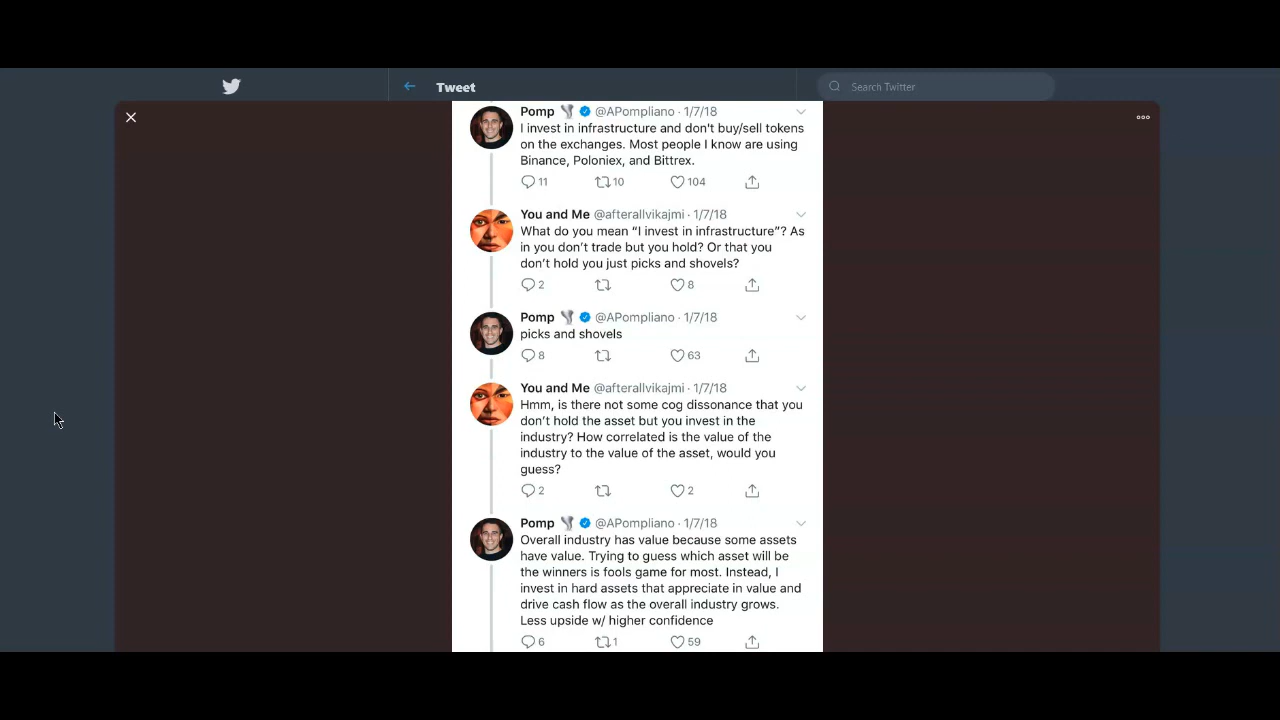 Tweet
Search Twitter
Pomp @APompliano · 1/7/18
I invest in infrastructure and don't buy/sell tokens
on the exchanges. Most people I know are using
Binance, Poloniex, and Bittrex.
11 10 104
You and Me @afterallvikajmi · 1/7/18
What do you mean “I invest in infrastructure”? As
in you don’t trade but you hold? Or that you
don’t hold you just picks and shovels?
2 8
Pomp @APompliano · 1/7/18
picks and shovels
8 63
You and Me @afterallvikajmi · 1/7/18
Hmm, is there not some cog dissonance that you
don’t hold the asset but you invest in the
industry? How correlated is the value of the
industry to the value of the asset, would you
guess?
2 2
Pomp @APompliano · 1/7/18
Overall industry has value because some assets
have value. Trying to guess which asset will be
the winners is fools game for most. Instead, I
invest in hard assets that appreciate in value and
drive cash flow as the overall industry grows.
Less upside w/ higher confidence
6 1 59